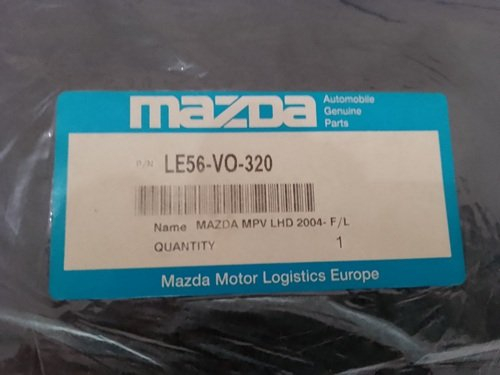 mazda
Automobile
Genuine
Parts
P/N LE56-VO-320
Name MAZDA MPV LHD 2004- F/L
QUANTITY 1
Mazda Motor Logistics Europe